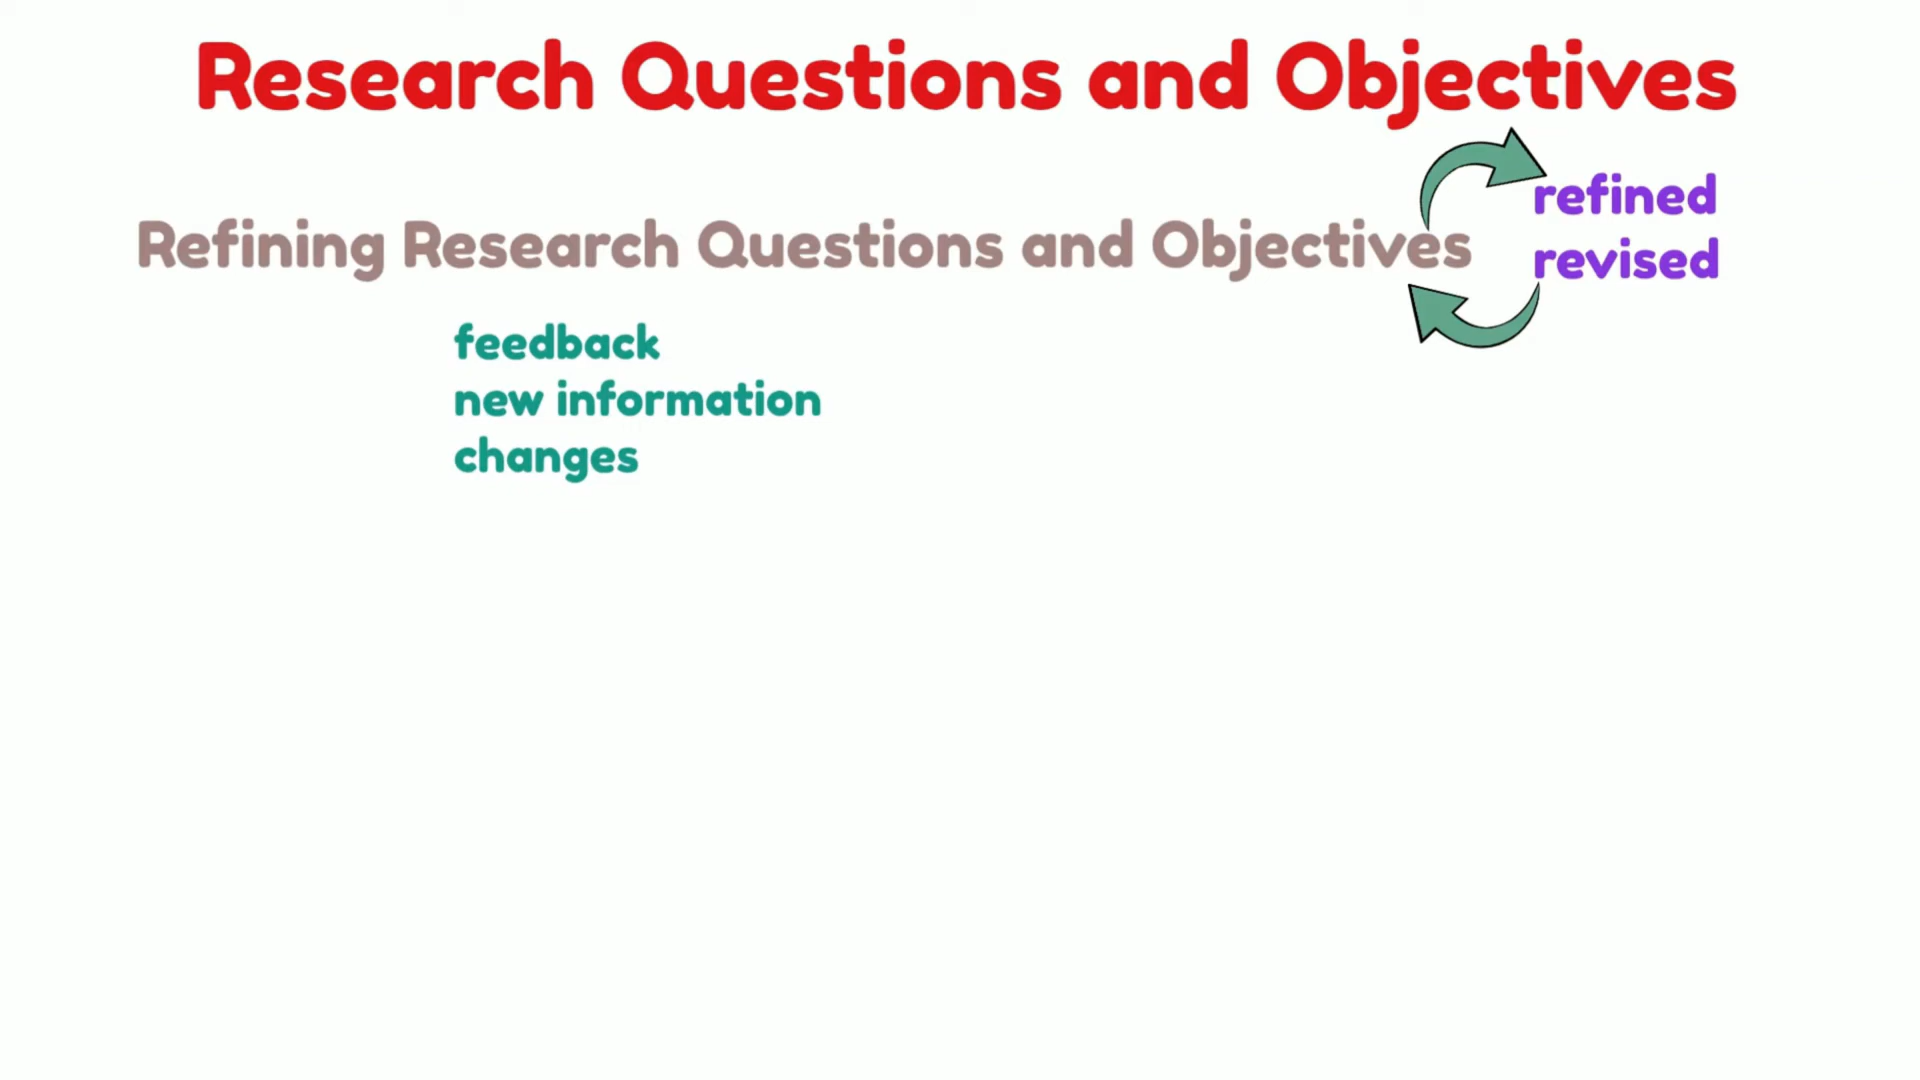 Research Questions and Objectives
refined
Refining Research Questions and Objectives
revised
feedback
new information
changes